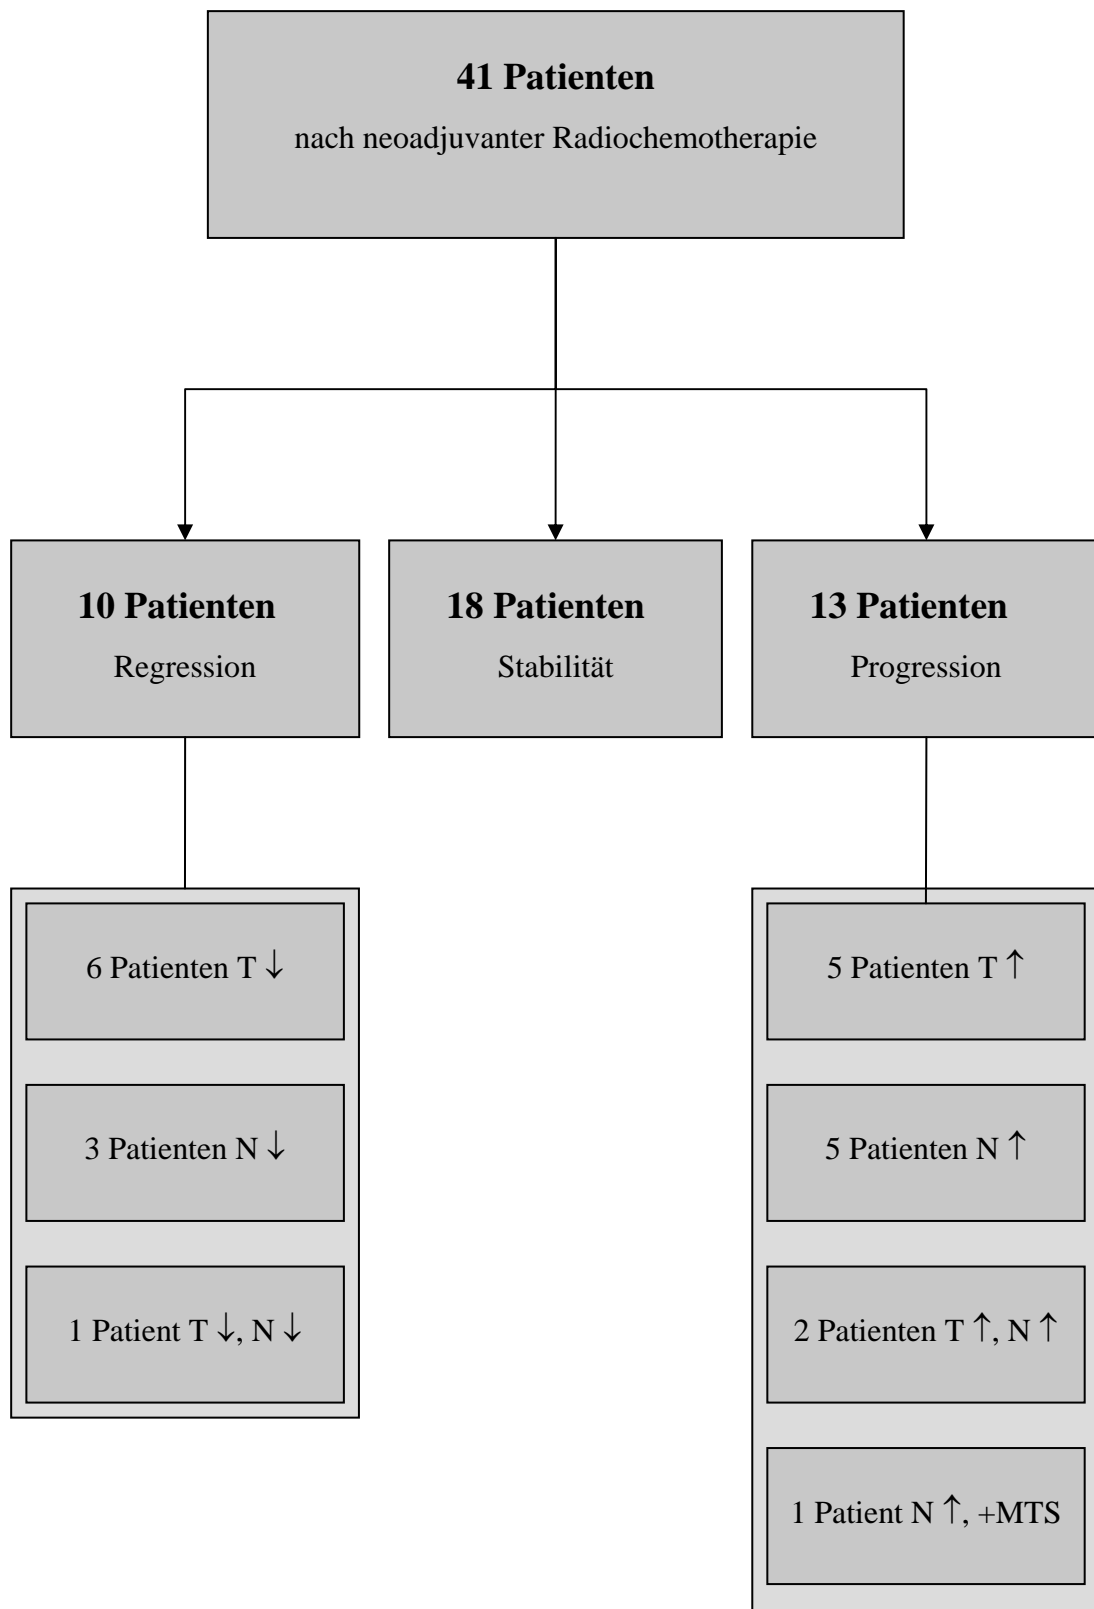 41 Patienten
nach neoadjuvanter Radiochemotherapie
10 Patienten
Regression
18 Patienten
Stabilität
13 Patienten
Progression
6 Patienten T ↓
3 Patienten N ↓
1 Patient T ↓, N ↓
5 Patienten T ↑
5 Patienten N ↑
2 Patienten T ↑, N ↑
1 Patient N ↑, +MTS